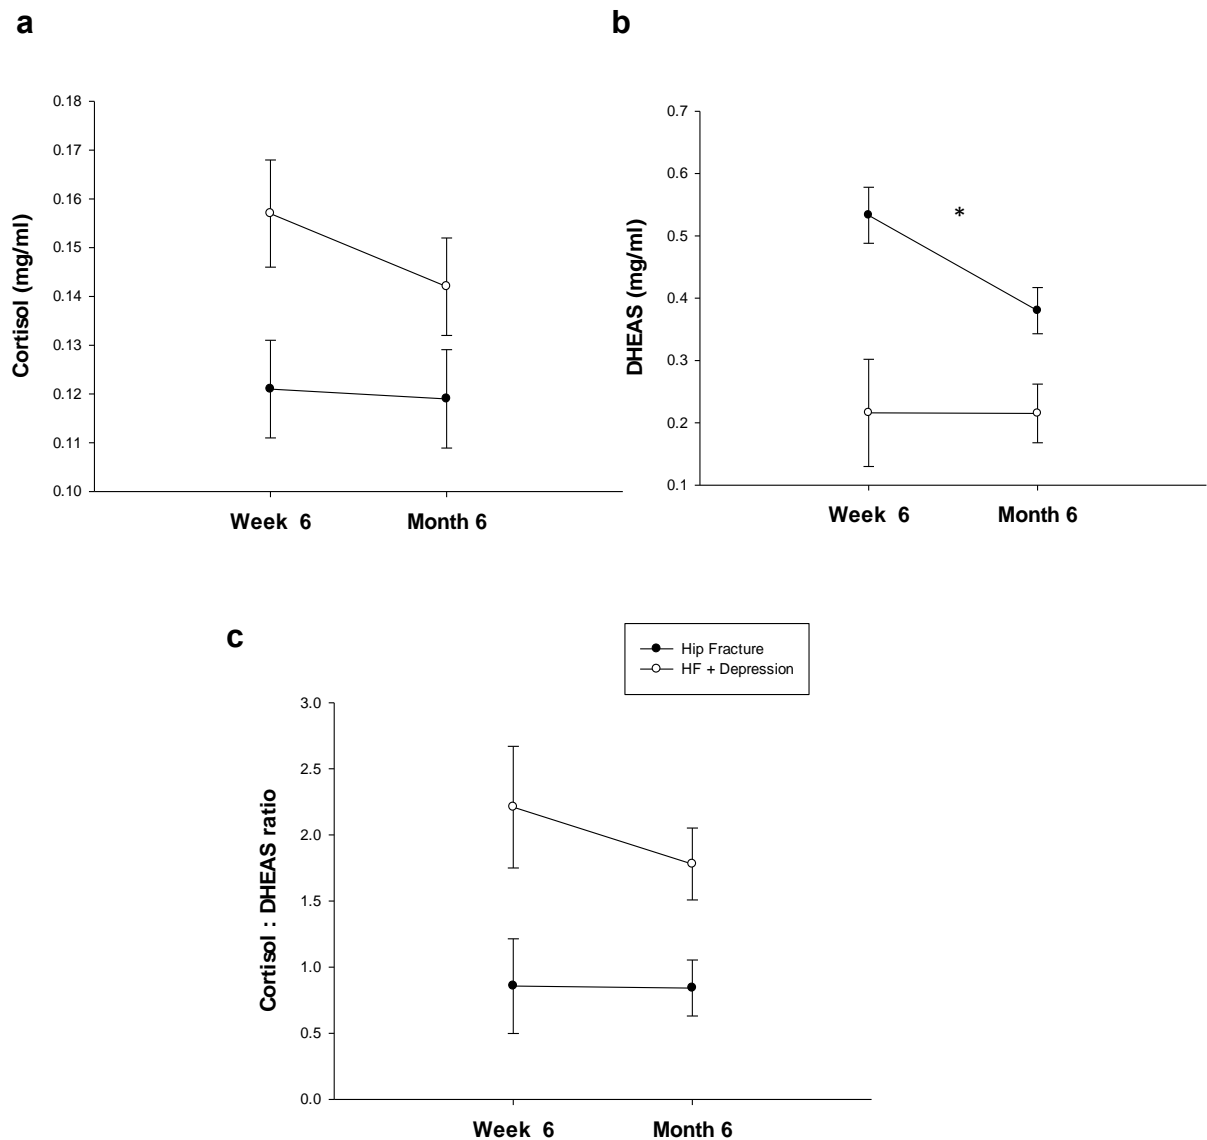 a
0.18
0.17
0.16
0.15
0.14
0.13
0.12
0.11
0.10
Cortisol (mg/ml)
Week 6
Month 6
b
0.7
0.6
0.5
0.4
0.3
0.2
0.1
DHEAS (mg/ml)
*
Week 6
Month 6
c
Hip Fracture
HF + Depression
3.0
2.5
2.0
1.5
1.0
0.5
0.0
Cortisol : DHEAS ratio
Week 6
Month 6